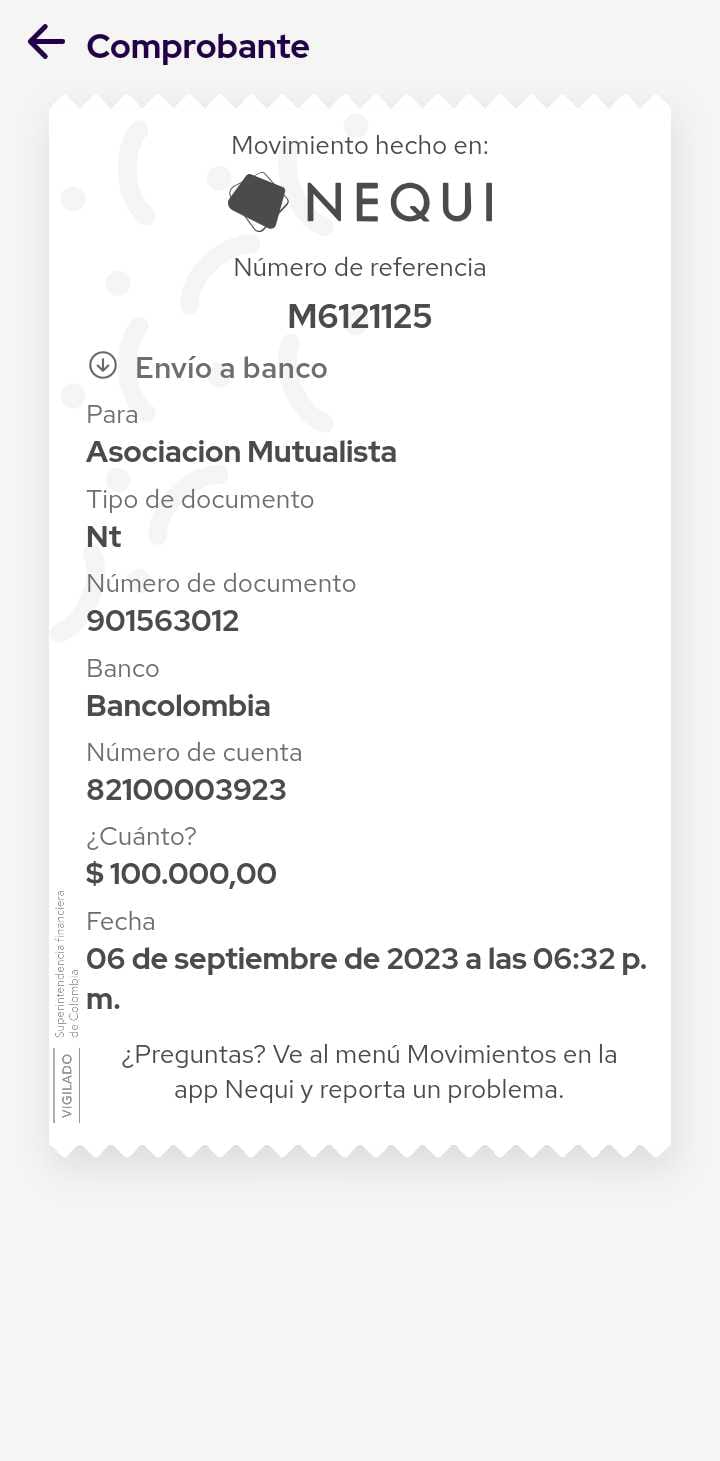 Comprobante
Movimiento hecho en:
NEQUI
Número de referencia
M6121125
Envío a banco
Para
Asociacion Mutualista
Tipo de documento
Nt
Número de documento
901563012
Banco
Bancolombia
Número de cuenta
82100003923
¿Cuánto?
$ 100.000,00
Fecha
06 de septiembre de 2023 a las 06:32 p.
m.
¿Preguntas? Ve al menú Movimientos en la
app Nequi y reporta un problema.
VIGILADO
Superintendencia financiera
de Colombia